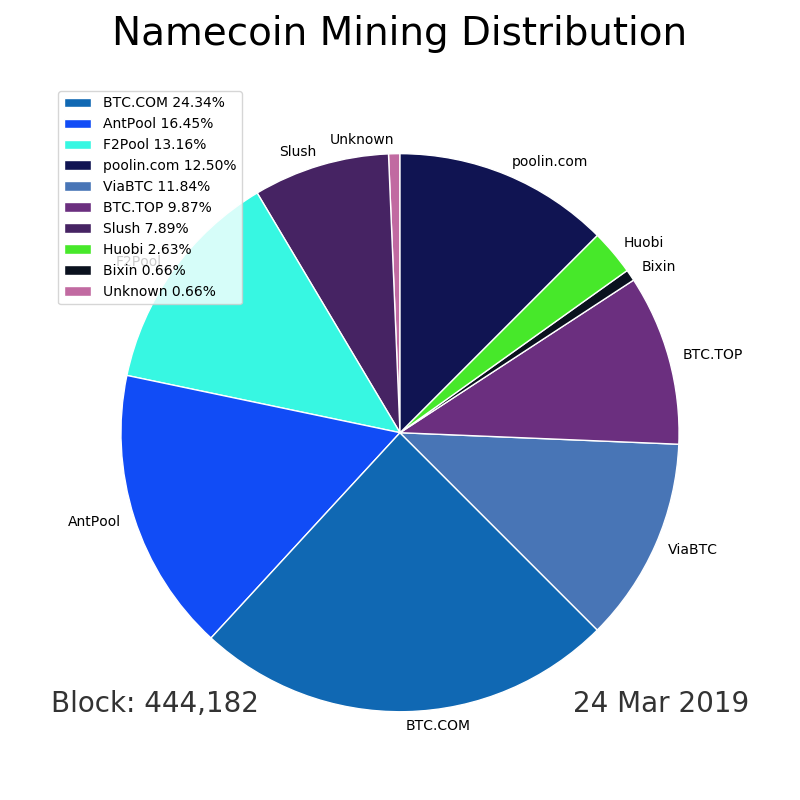 Namecoin Mining Distribution
BTC.COM 24.34%
AntPool 16.45%
F2Pool 13.16%
poolin.com 12.50%
ViaBTC 11.84%
BTC.TOP 9.87%
Slush 7.89%
Huobi 2.63%
Bixin 0.66%
Unknown 0.66%
Unknown
Slush
poolin.com
Huobi
Bixin
F2Pool
BTC.TOP
AntPool
ViaBTC
BTC.COM
Block: 444,182
24 Mar 2019